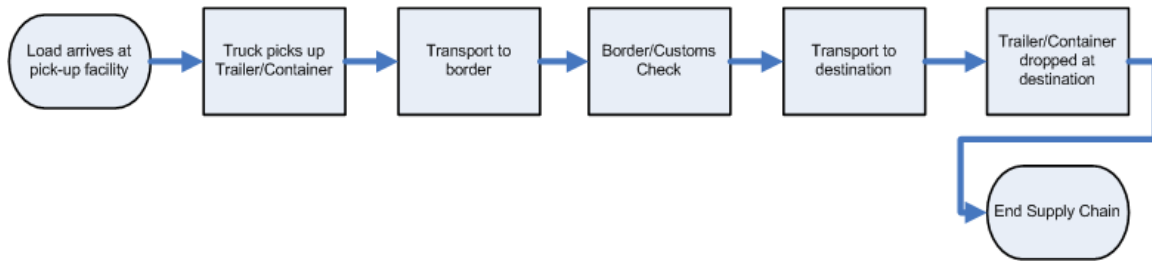 Load arrives at
pick-up facility
Truck picks up
Trailer/Container
Transport to
border
Border/Customs
Check
Transport to
destination
Trailer/Container
dropped at
destination
End Supply Chain